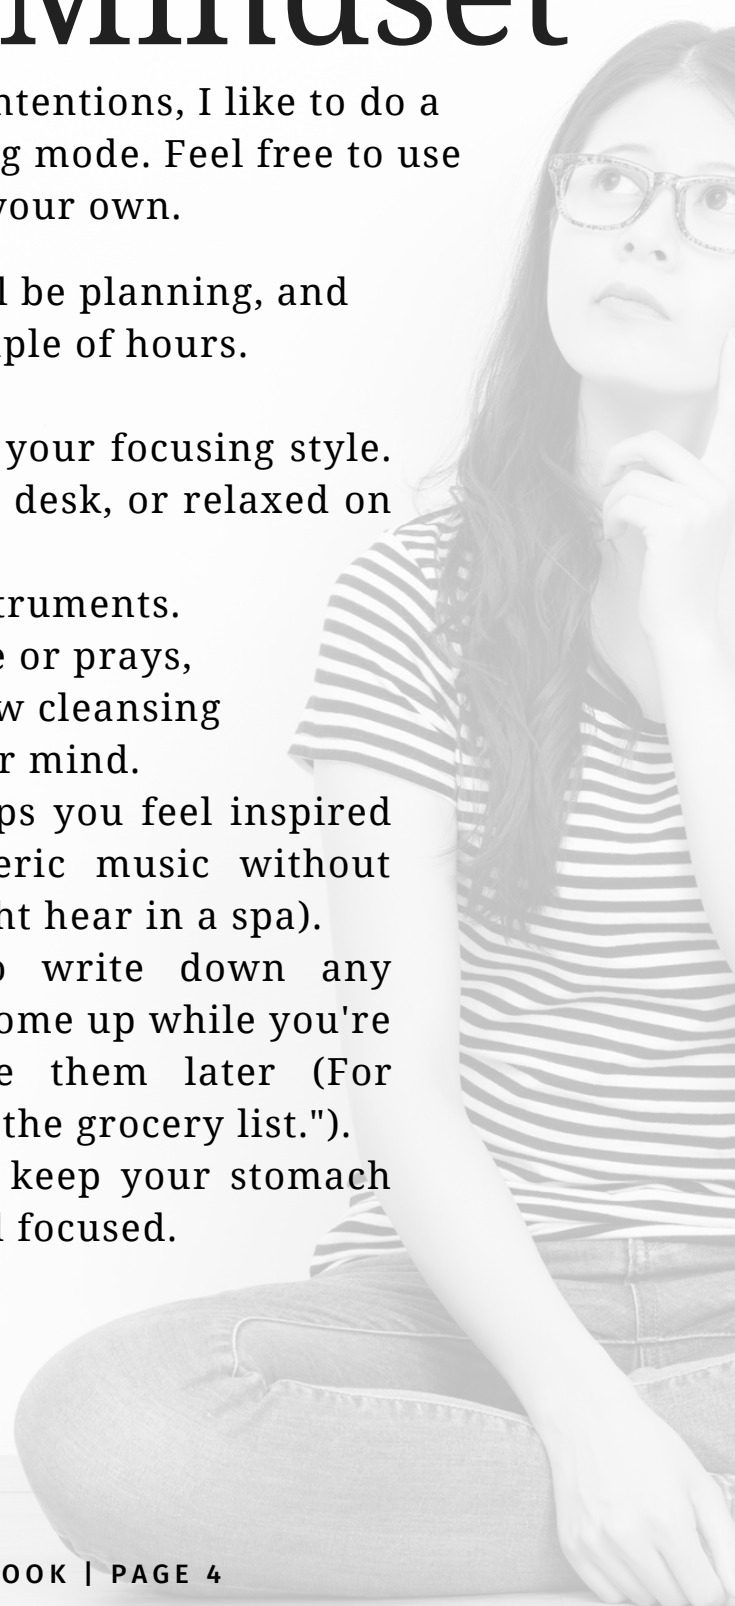 Mindset
ntentions, I like to do a
g mode. Feel free to use
your own.
l be planning, and
ple of hours.
your focusing style.
desk, or relaxed on
truments.
e or prays,
w cleansing
r mind.
ps you feel inspired
eric music without
ht hear in a spa).
o write down any
ome up while you're
e them later (For
the grocery list.").
keep your stomach
l focused.
OOK | PAGE 4